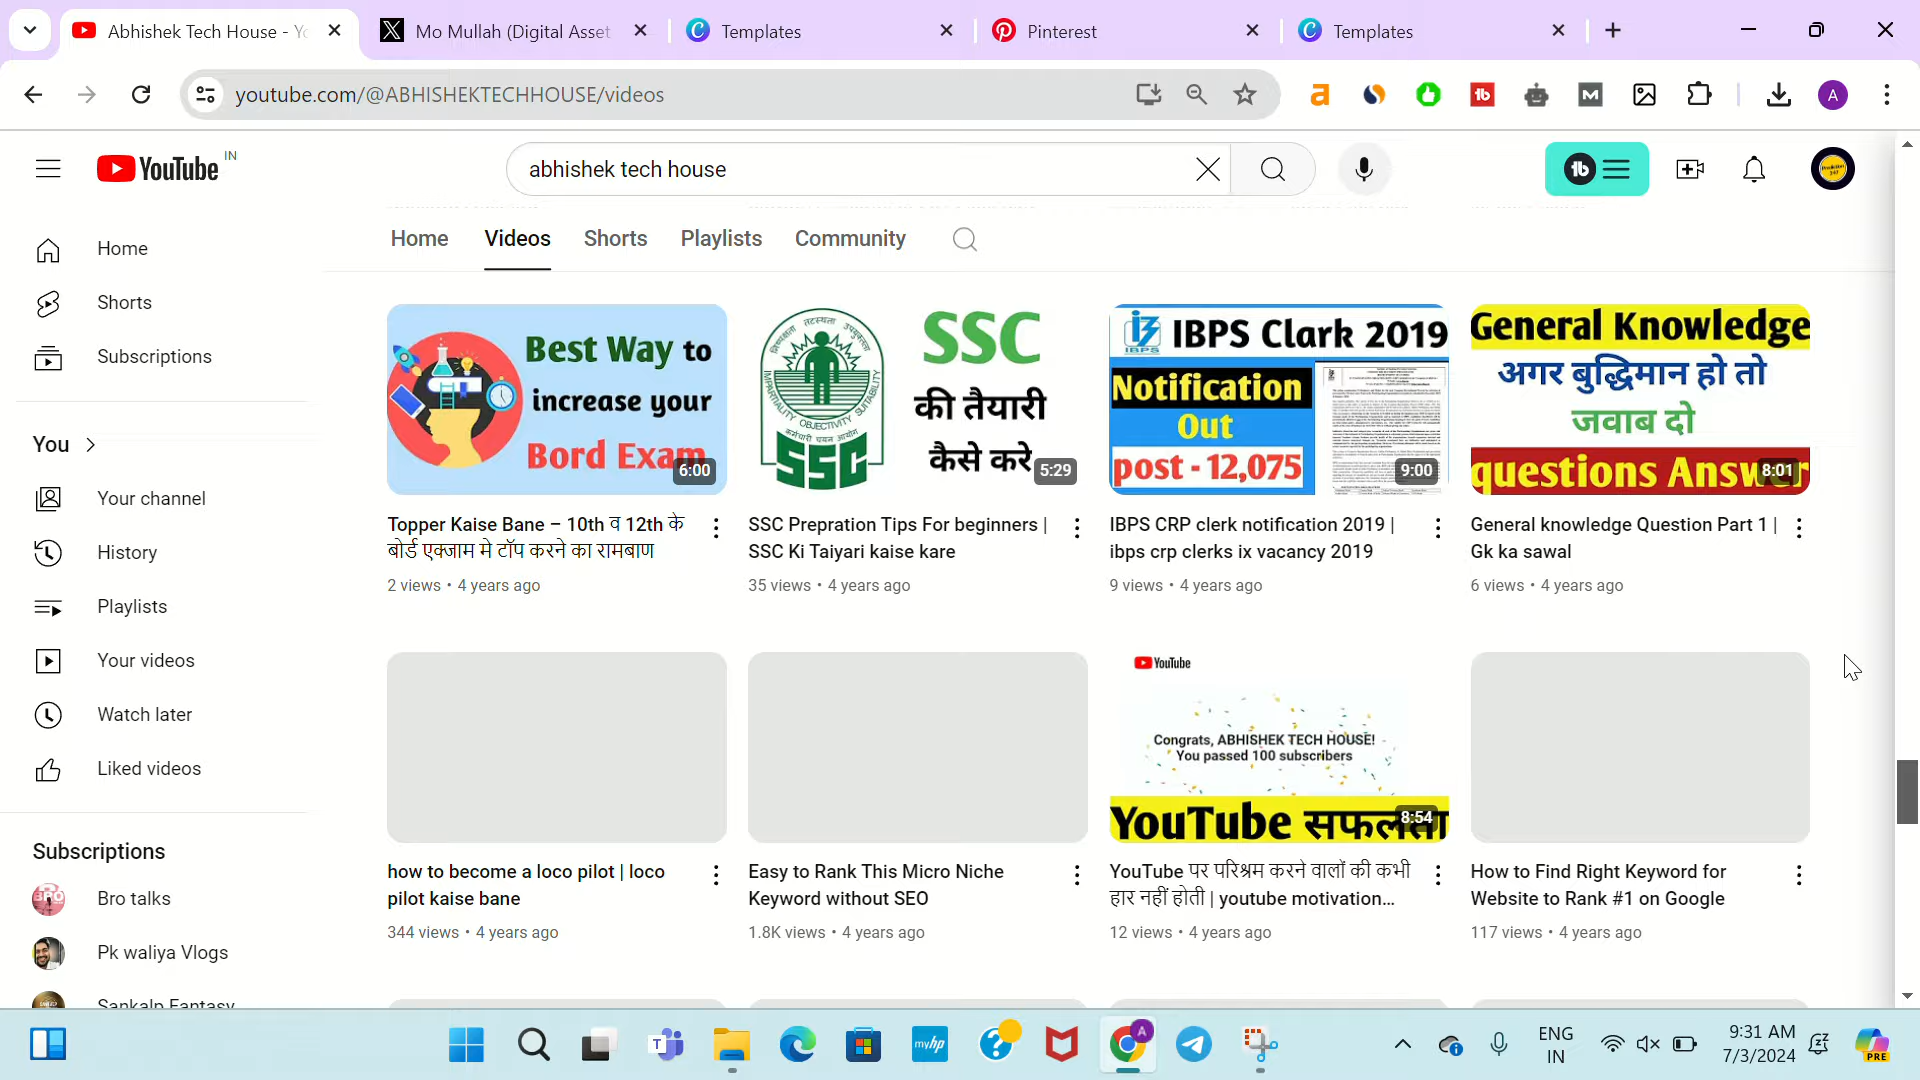 Abhishek Tech House - Yo
Mo Mullah (Digital Asset
Templates
Pinterest
Templates
youtube.com/@ABHISHEKTECHHOUSE/videos
YouTube IN
abhishek tech house
Home
Videos
Shorts
Playlists
Community
Home
Shorts
Subscriptions
You
Your channel
History
Playlists
Your videos
Watch later
Liked videos
Subscriptions
Bro talks
Pk waliya Vlogs
Sankalp Fantasy
Best Way to
increase your
Bord Exam
6:00
Topper Kaise Bane – 10th व 12th के
बोर्ड एक्जाम मे टॉप करने का रामबाण
2 views • 4 years ago
SSC
की तैयारी
कैसे करे
IMPARTIALITY OBJECTIVITY SUITABILITY
कर्मचारी चयन आयोग
SSC
5:29
SSC Prepration Tips For beginners |
SSC Ki Taiyari kaise kare
35 views • 4 years ago
IBPS
IBPS Clark 2019
Notification
Out
post - 12,075
9:00
IBPS CRP clerk notification 2019 |
ibps crp clerks ix vacancy 2019
9 views • 4 years ago
General Knowledge
अगर बुद्धिमान हो तो
जवाब दो
questions Answer
8:01
General knowledge Question Part 1 |
Gk ka sawal
6 views • 4 years ago
how to become a loco pilot | loco
pilot kaise bane
344 views • 4 years ago
Easy to Rank This Micro Niche
Keyword without SEO
1.8K views • 4 years ago
YouTube
Congrats, ABHISHEK TECH HOUSE!
You passed 100 subscribers
YouTube सफलता
8:54
YouTube पर परिश्रम करने वालों की कभी
हार नहीं होती | youtube motivation...
12 views • 4 years ago
How to Find Right Keyword for
Website to Rank #1 on Google
117 views • 4 years ago
myhp
ENG
IN
9:31 AM
7/3/2024
PRE